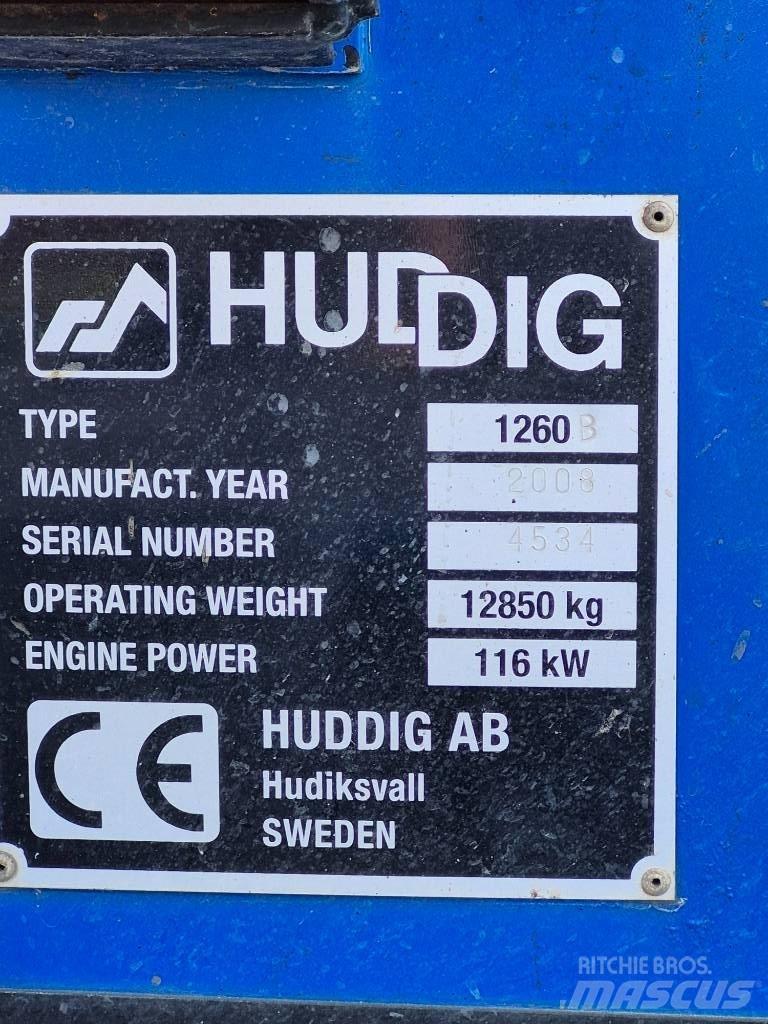 HUDDIG
TYPE 1260B
MANUFACT. YEAR 2008
SERIAL NUMBER 4534
OPERATING WEIGHT 12850 kg
ENGINE POWER 116 kW
CE HUDDIG AB
Hudiksvall
SWEDEN
RITCHIE BROS.
MASCUS